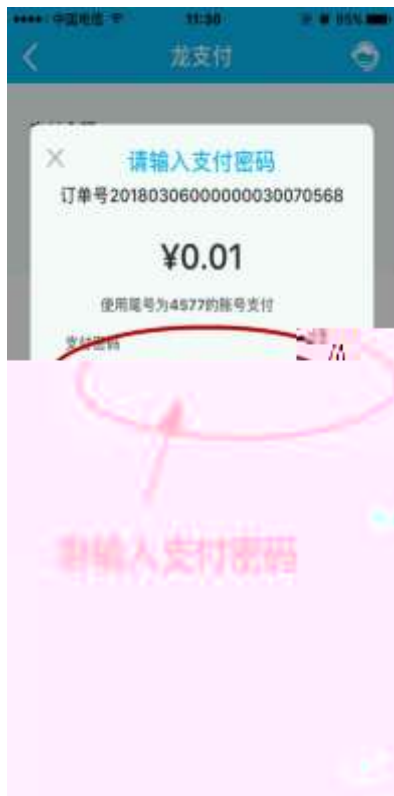 中国电信 11:30 95%
龙支付
请输入支付密码
订单号20180306000000030070568
¥0.01
使用尾号为4577的账号支付
支付密码
请输入支付密码